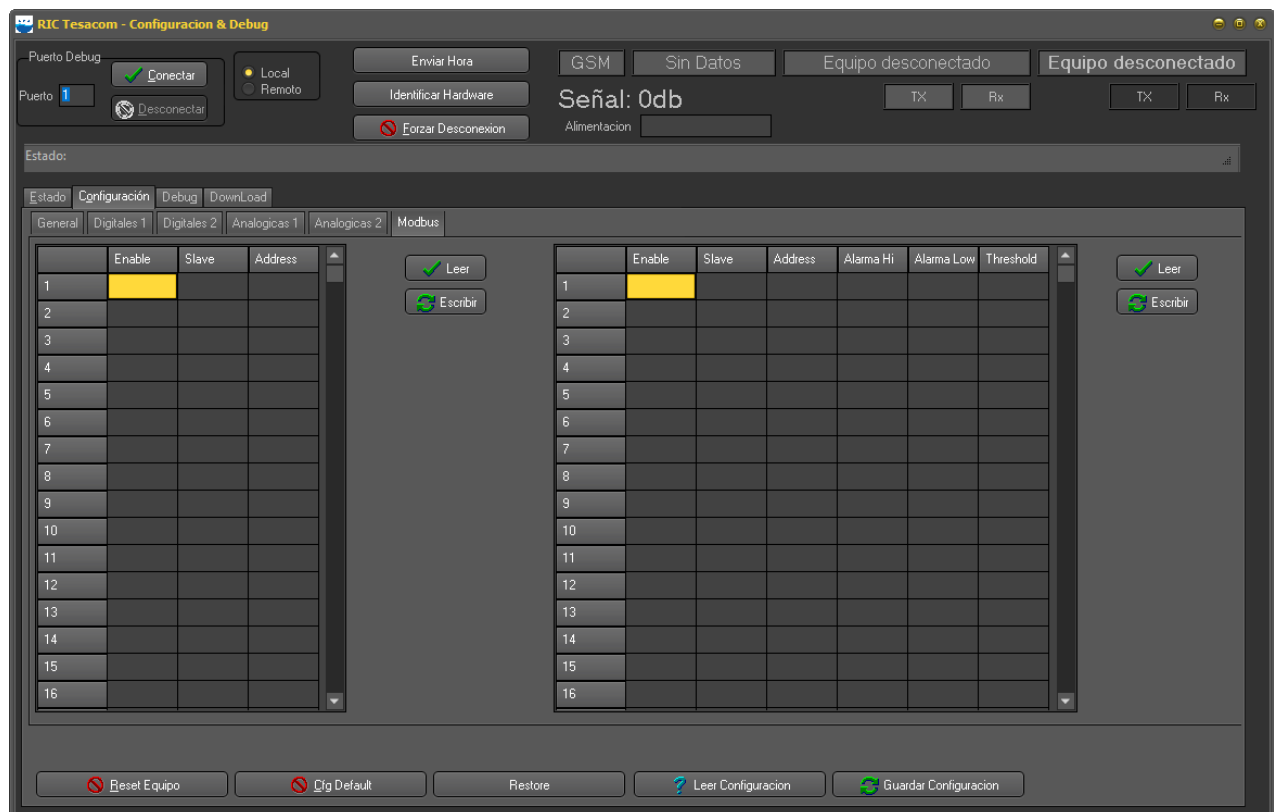 RIC Tesacom - Configuracion & Debug
Puerto Debug
Puerto 1
Conectar
Desconectar
Local
Remoto
Enviar Hora
Identificar Hardware
Forzar Desconexion
GSM
Sin Datos
Equipo desconectado
Equipo desconectado
Señal: 0db
TX
Rx
TX
Rx
Alimentacion
Estado:
Estado Configuración Debug DownLoad
General Digitales 1 Digitales 2 Analogicas 1 Analogicas 2 Modbus
Enable Slave Address
1
2
3
4
5
6
7
8
9
10
11
12
13
14
15
16
Leer
Escribir
Enable Slave Address Alarma Hi Alarma Low Threshold
1
2
3
4
5
6
7
8
9
10
11
12
13
14
15
16
Leer
Escribir
Reset Equipo
Cfg Default
Restore
Leer Configuracion
Guardar Configuracion